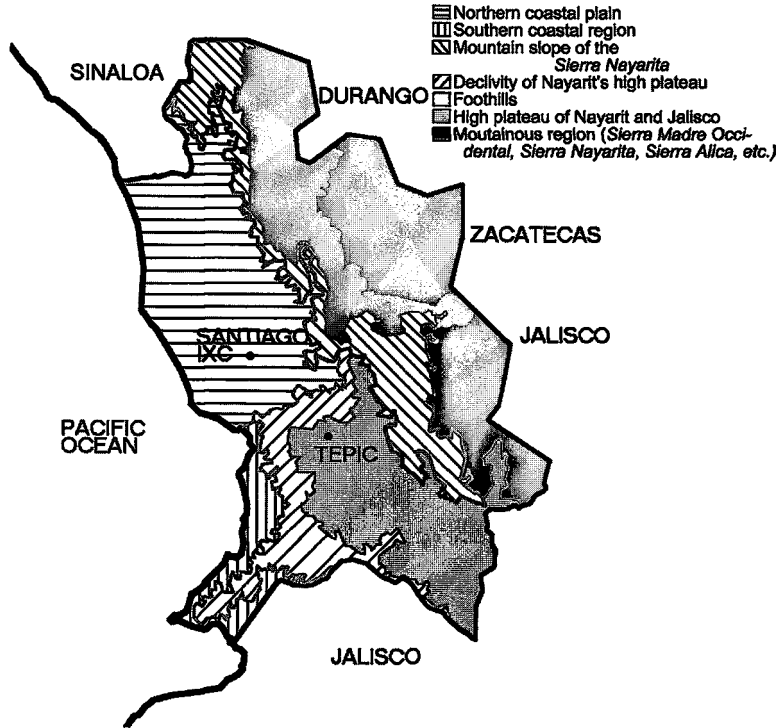 Northern coastal plain
Southern coastal region
Mountain slope of the
Sierra Nayarita
Declivity of Nayarit's high plateau
Foothills
High plateau of Nayarit and Jalisco
Moutainous region (Sierra Madre Occi-
dental, Sierra Nayarita, Sierra Alica, etc.)
SINALOA
DURANGO
ZACATECAS
SANTIAGO
IXC
JALISCO
PACIFIC
OCEAN
TEPIC
JALISCO